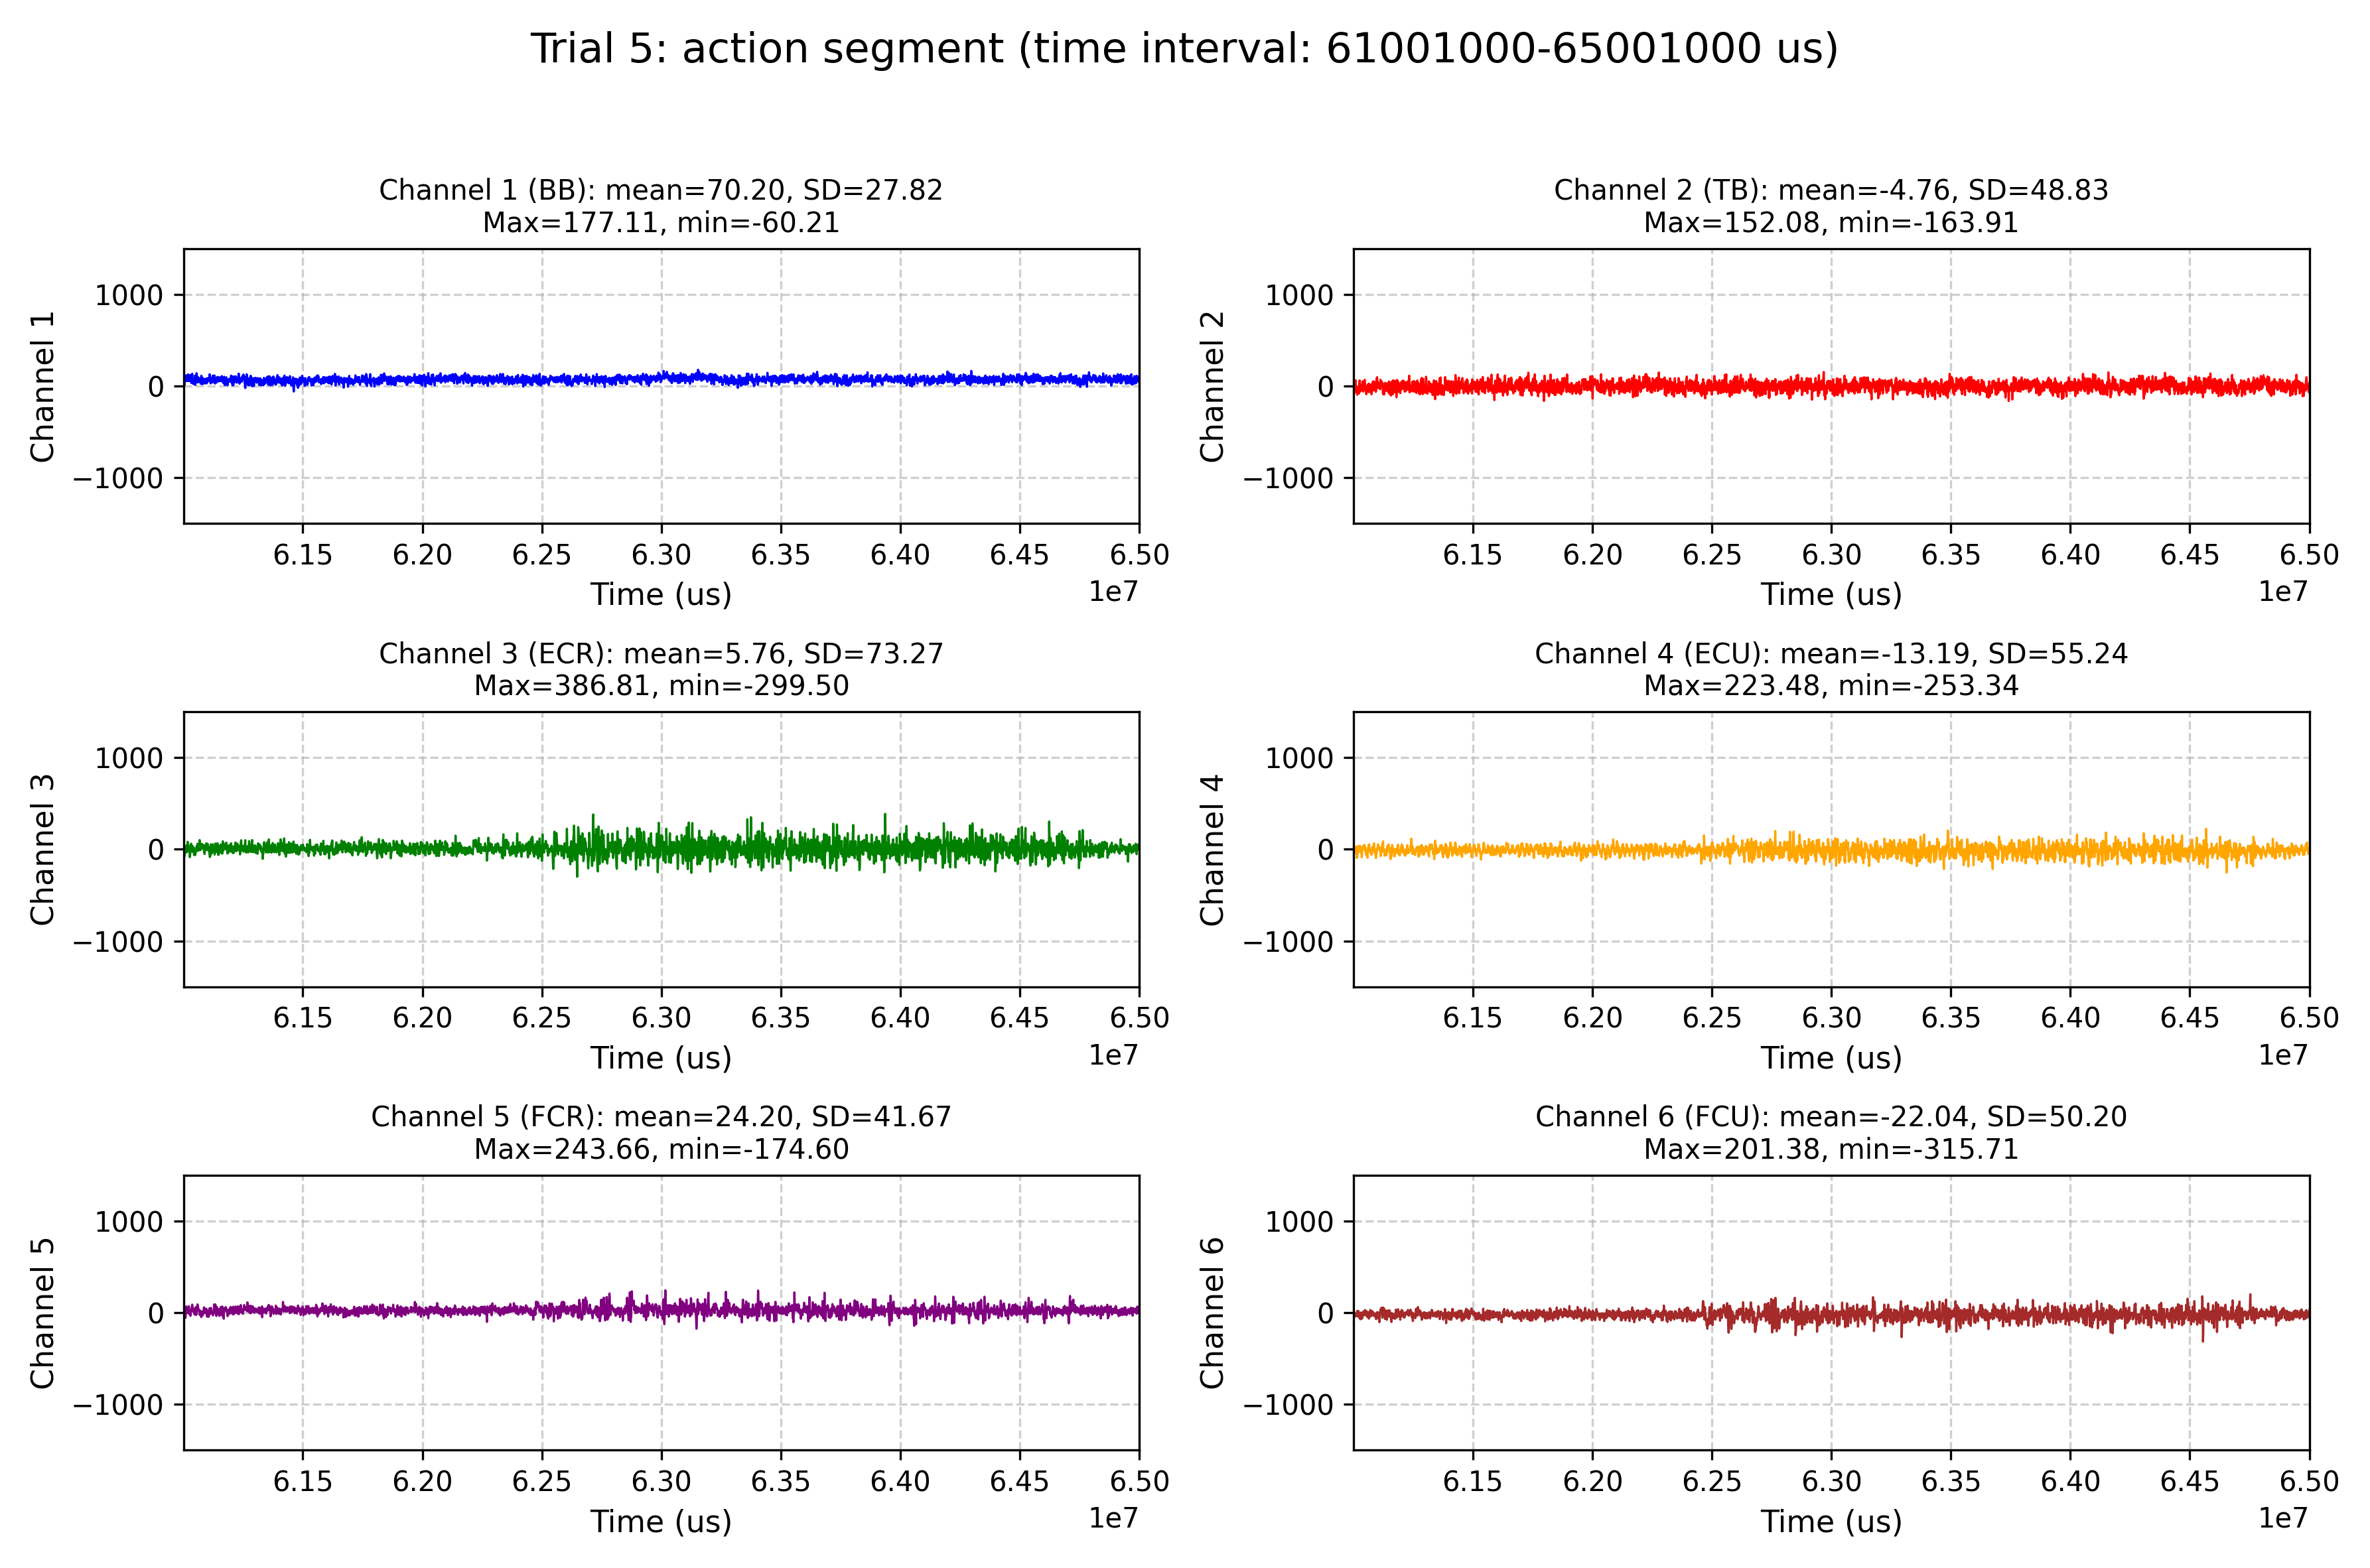 Trial 5: action segment (time interval: 61001000-65001000 us)
Channel 1 (BB): mean=70.20, SD=27.82
Max=177.11, min=-60.21
Channel 1
1000
0
−1000
6.15 6.20 6.25 6.30 6.35 6.40 6.45 6.50
1e7
Time (us)
Channel 2 (TB): mean=-4.76, SD=48.83
Max=152.08, min=-163.91
Channel 2
1000
0
−1000
6.15 6.20 6.25 6.30 6.35 6.40 6.45 6.50
1e7
Time (us)
Channel 3 (ECR): mean=5.76, SD=73.27
Max=386.81, min=-299.50
Channel 3
1000
0
−1000
6.15 6.20 6.25 6.30 6.35 6.40 6.45 6.50
1e7
Time (us)
Channel 4 (ECU): mean=-13.19, SD=55.24
Max=223.48, min=-253.34
Channel 4
1000
0
−1000
6.15 6.20 6.25 6.30 6.35 6.40 6.45 6.50
1e7
Time (us)
Channel 5 (FCR): mean=24.20, SD=41.67
Max=243.66, min=-174.60
Channel 5
1000
0
−1000
6.15 6.20 6.25 6.30 6.35 6.40 6.45 6.50
1e7
Time (us)
Channel 6 (FCU): mean=-22.04, SD=50.20
Max=201.38, min=-315.71
Channel 6
1000
0
−1000
6.15 6.20 6.25 6.30 6.35 6.40 6.45 6.50
1e7
Time (us)